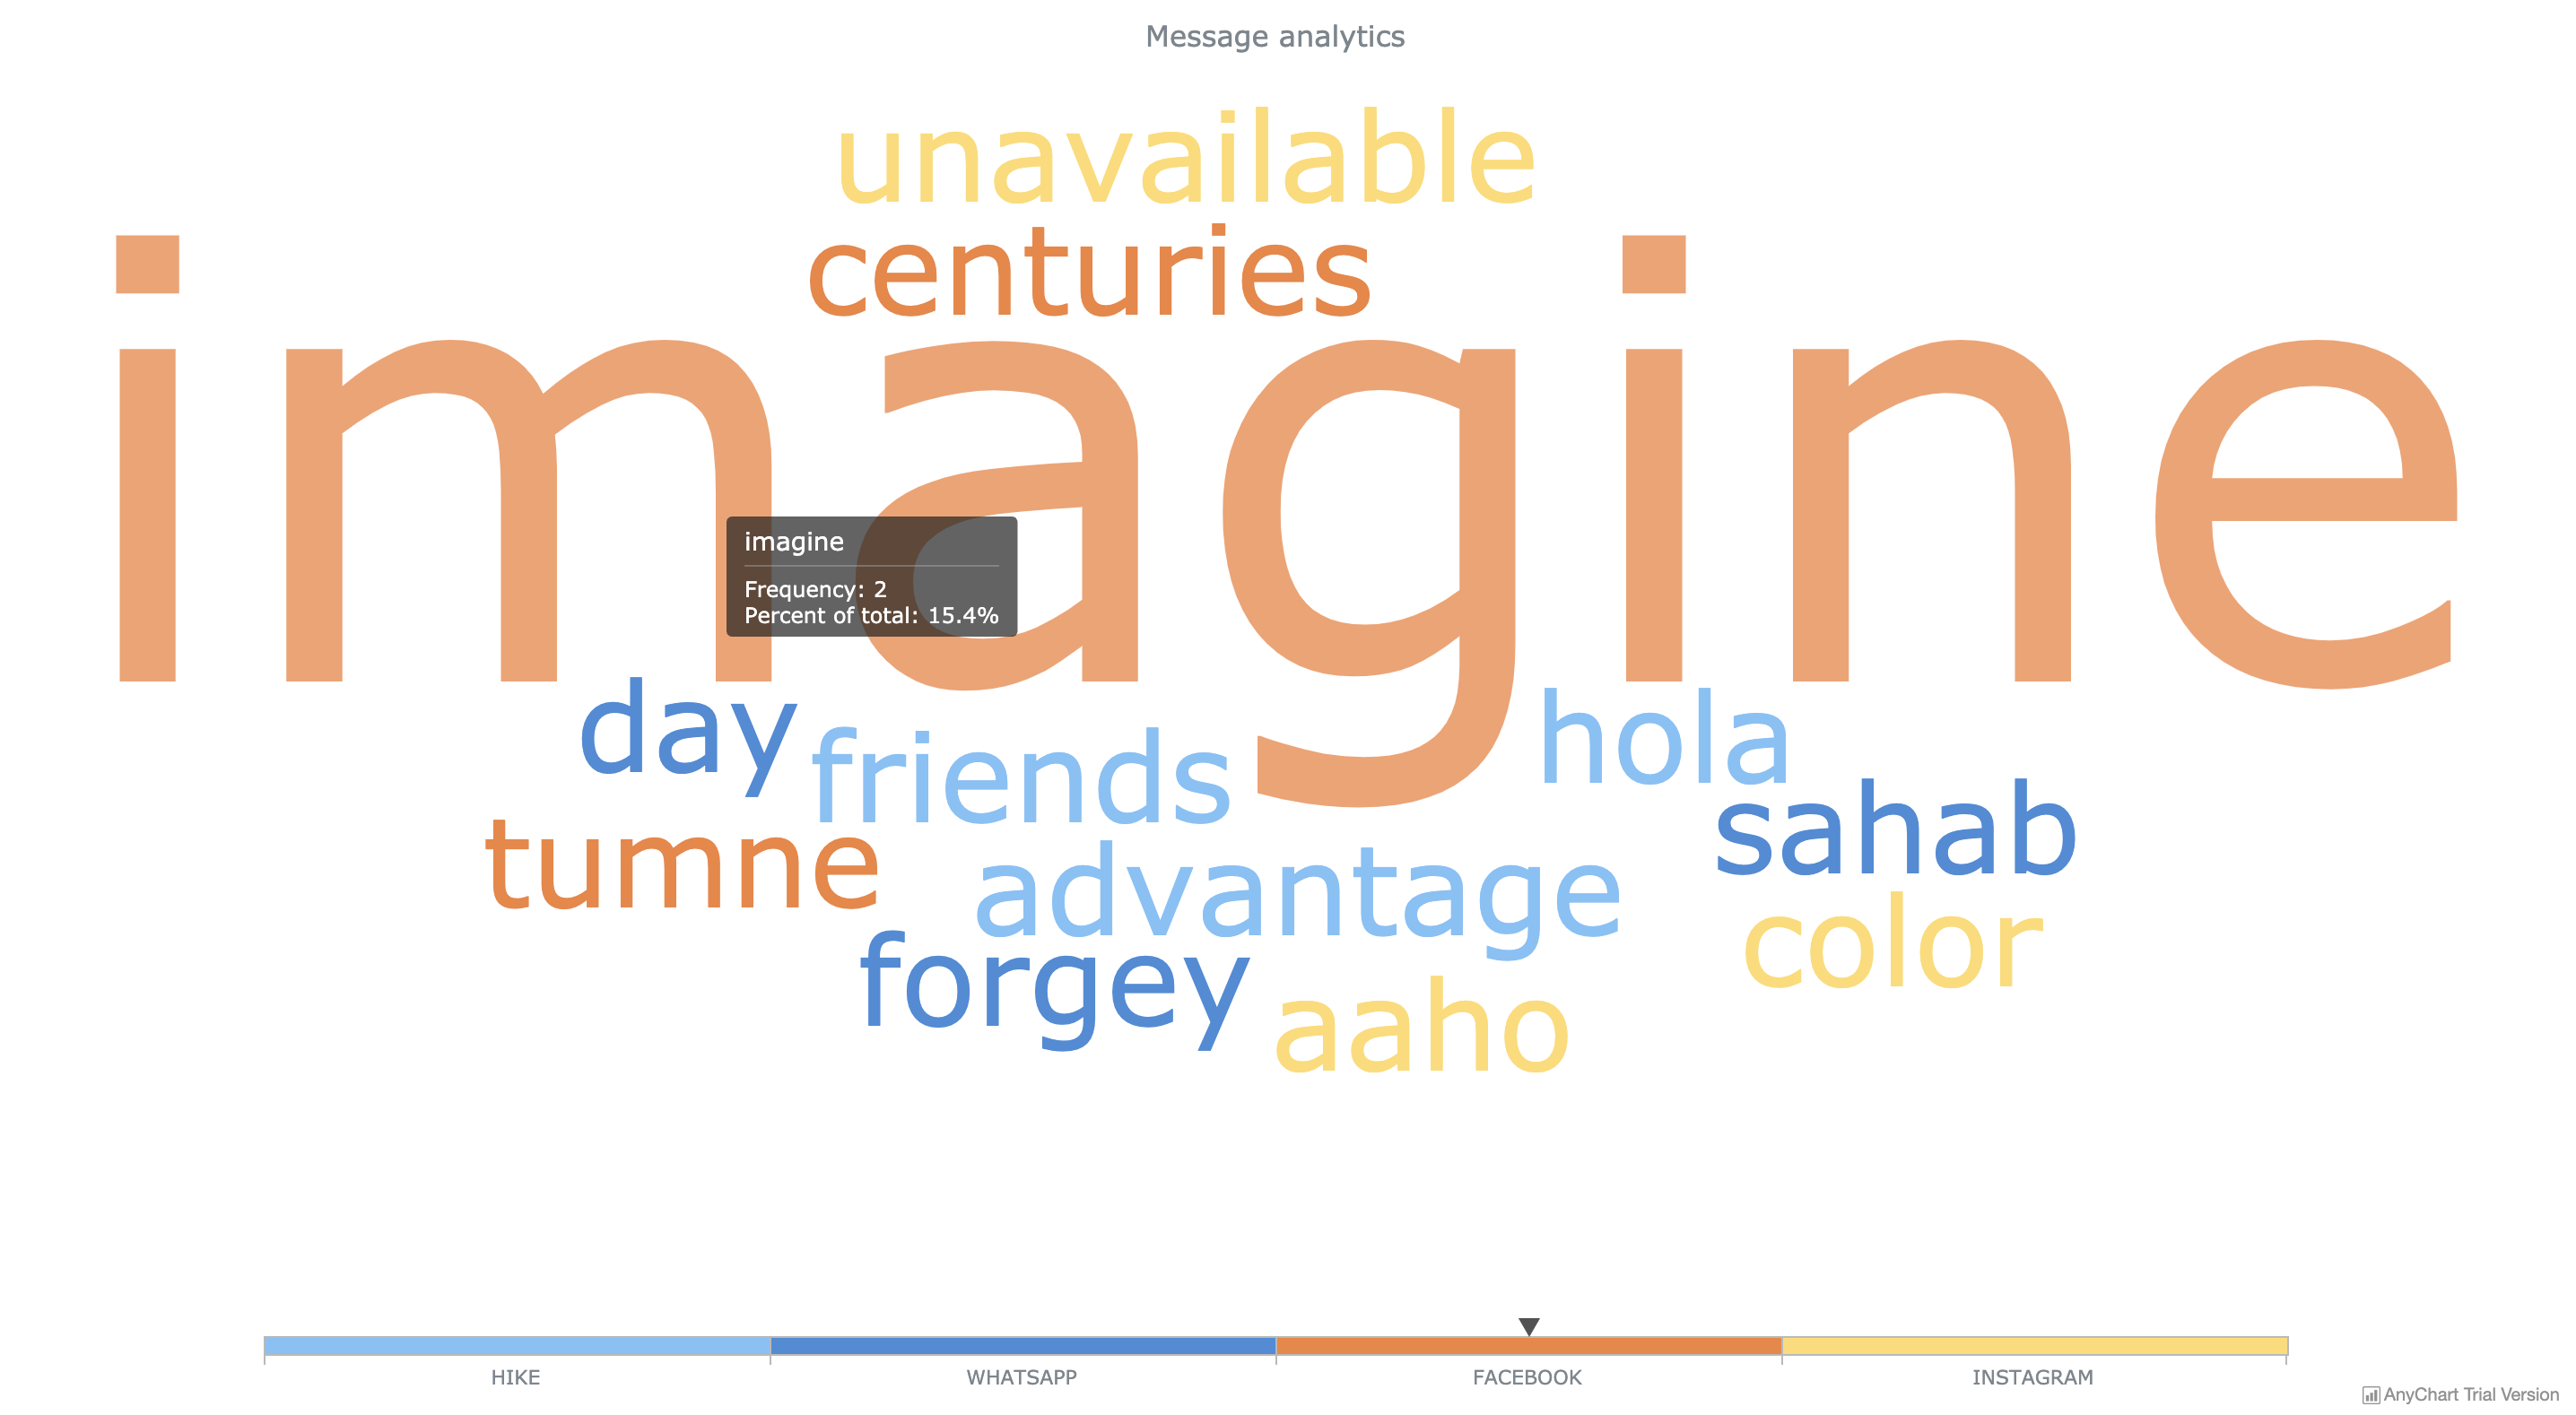 Message analytics
unavailable
centuries
imagine
imagine
Frequency: 2
Percent of total: 15.4%
day
friends
hola
tumne
advantage
sahab
forgey
aaho
color
HIKE
WHATSAPP
FACEBOOK
INSTAGRAM
AnyChart Trial Version